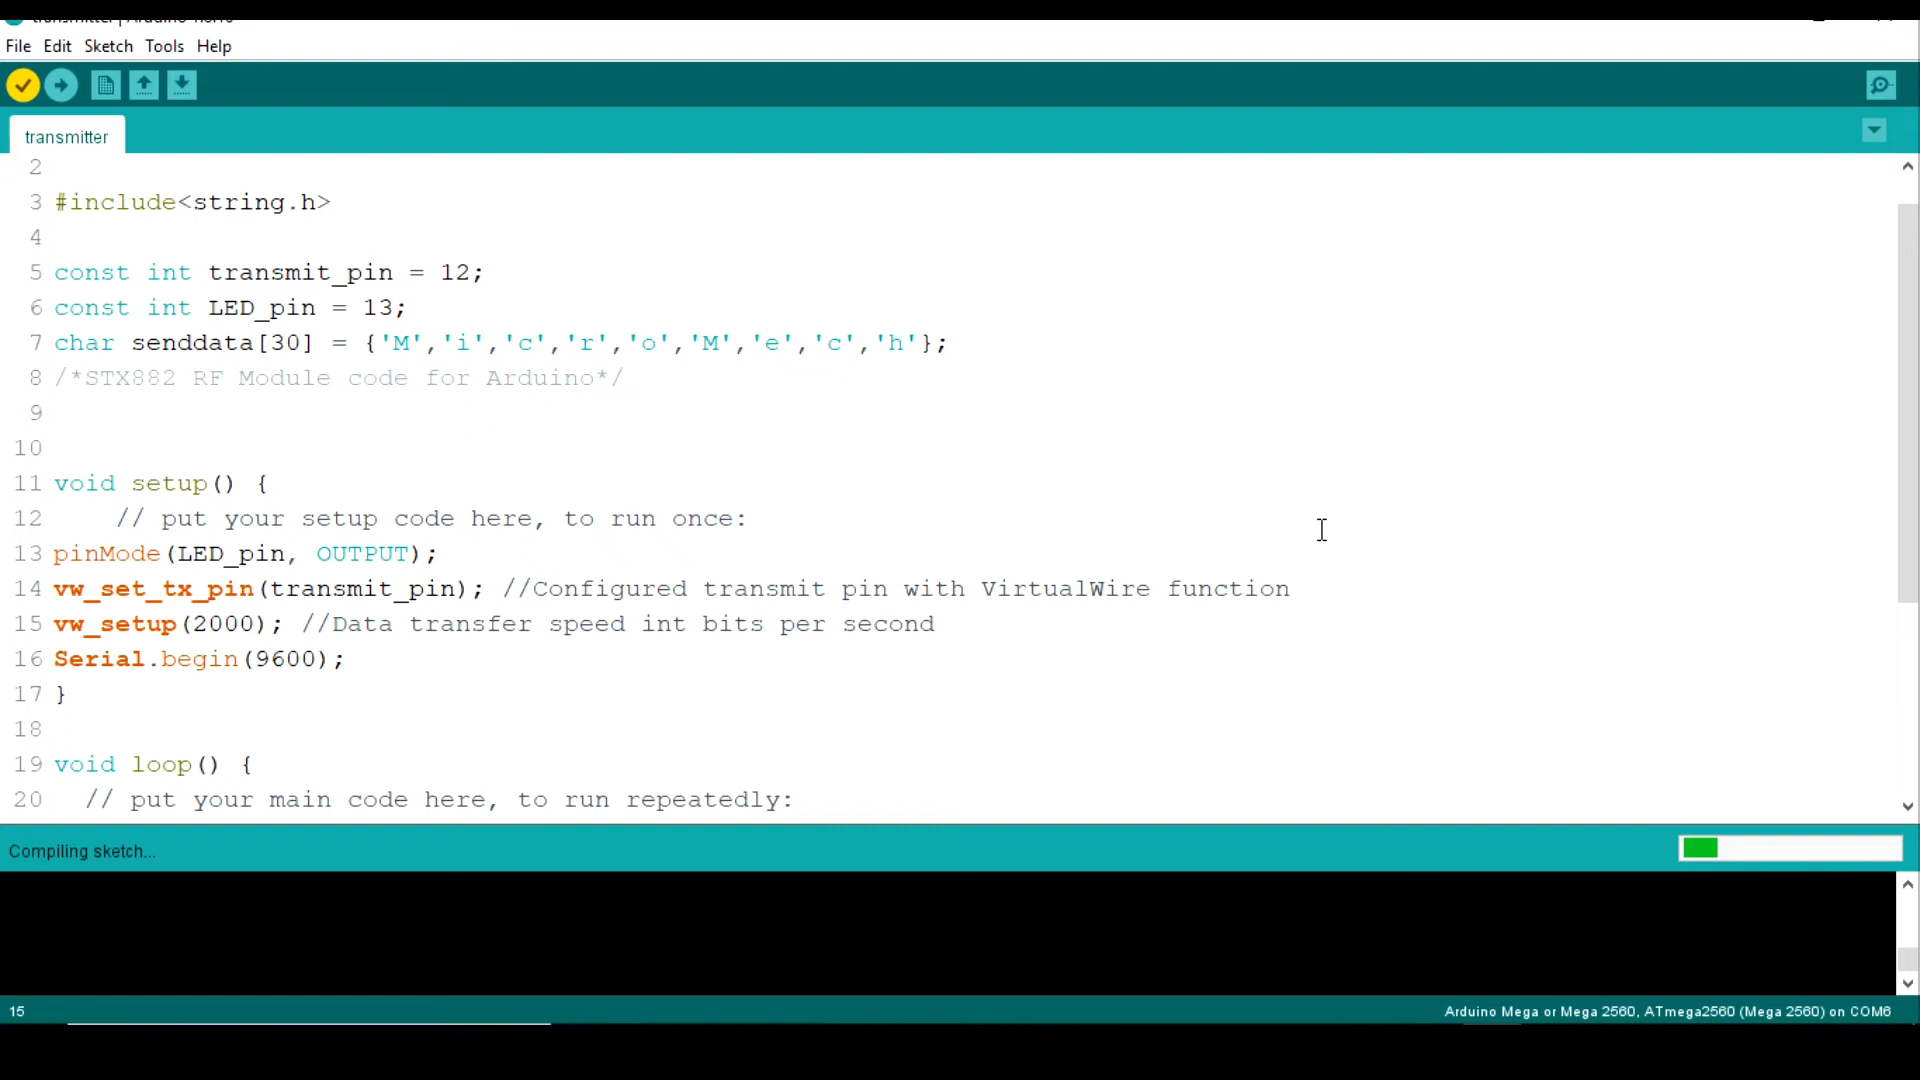 File Edit Sketch Tools Help
transmitter
2
3 #include<string.h>
4
5 const int transmit_pin = 12;
6 const int LED_pin = 13;
7 char senddata[30] = {'M','i','c','r','o','M','e','c','h'};
8 /*STX882 RF Module code for Arduino*/
9
10
11 void setup() {
12 // put your setup code here, to run once:
13 pinMode(LED_pin, OUTPUT);
14 vw_set_tx_pin(transmit_pin); //Configured transmit pin with VirtualWire function
15 vw_setup(2000); //Data transfer speed int bits per second
16 Serial.begin(9600);
17 }
18
19 void loop() {
20 // put your main code here, to run repeatedly:
Compiling sketch...
15
Arduino Mega or Mega 2560, ATmega2560 (Mega 2560) on COM6